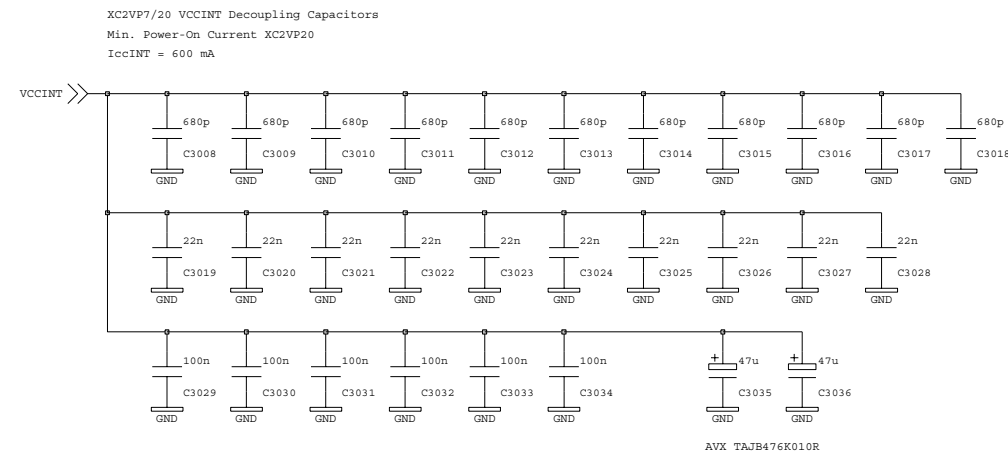 XC2VP7/20 VCCINT Decoupling Capacitors
Min. Power-On Current XC2VP20
IccINT = 600 mA
VCCINT
680p 680p 680p 680p 680p 680p 680p 680p 680p 680p 680p
C3008 C3009 C3010 C3011 C3012 C3013 C3014 C3015 C3016 C3017 C3018
GND GND GND GND GND GND GND GND GND GND GND
22n 22n 22n 22n 22n 22n 22n 22n 22n 22n
C3019 C3020 C3021 C3022 C3023 C3024 C3025 C3026 C3027 C3028
GND GND GND GND GND GND GND GND GND GND
100n 100n 100n 100n 100n 100n + 47u + 47u
C3029 C3030 C3031 C3032 C3033 C3034 C3035 C3036
GND GND GND GND GND GND GND GND
AVX TAJB476K010R